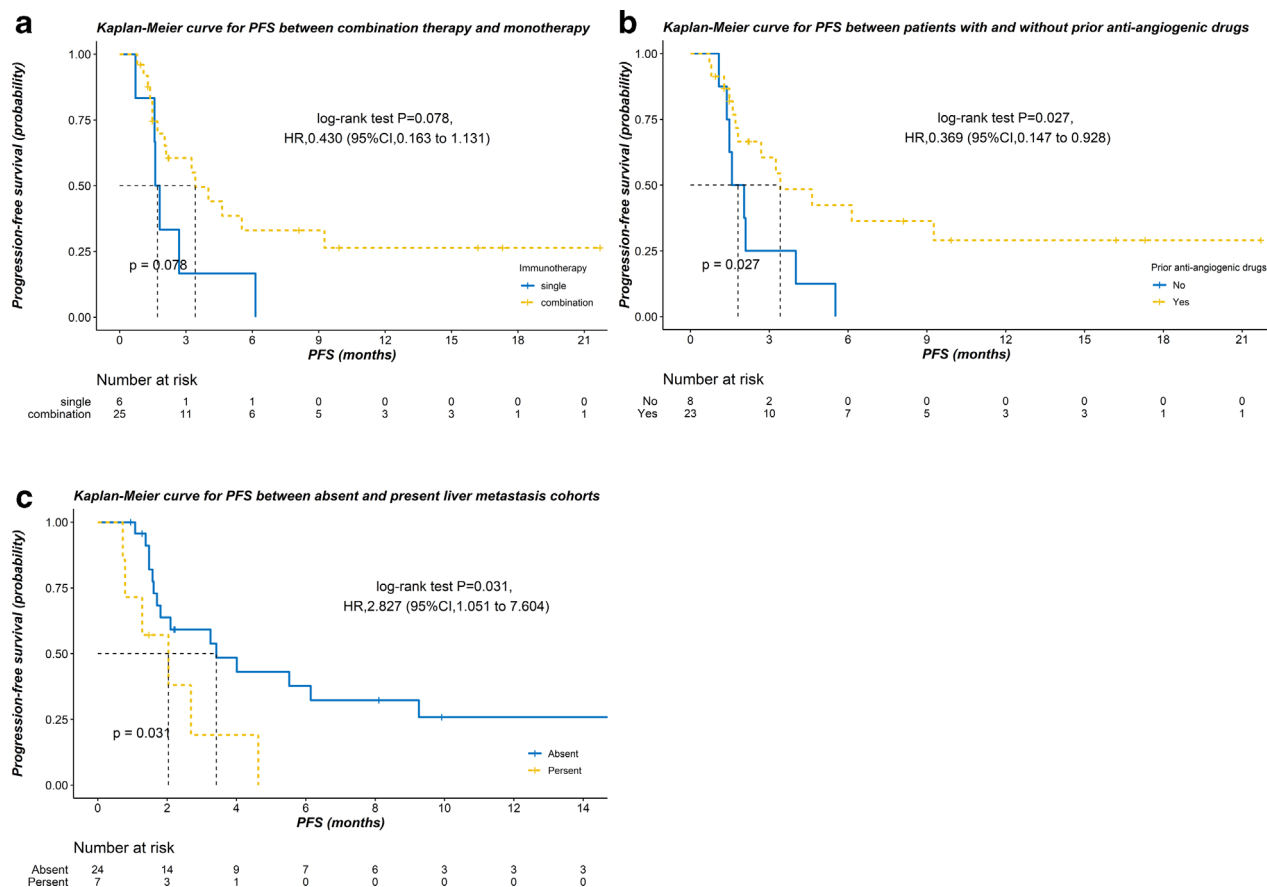 a
Kaplan-Meier curve for PFS between combination therapy and monotherapy
Progression-free survival (probability)
1.00
0.75
0.50
0.25
0.00
log-rank test P=0.078,
HR,0.430 (95%CI,0.163 to 1.131)
p = 0.078
Immunotherapy
single
combination
0 3 6 9 12 15 18 21
PFS (months)
Number at risk
single 6 1 1 0 0 0 0 0
combination 25 11 6 5 3 3 1 1
b
Kaplan-Meier curve for PFS between patients with and without prior anti-angiogenic drugs
Progression-free survival (probability)
1.00
0.75
0.50
0.25
0.00
log-rank test P=0.027,
HR,0.369 (95%CI,0.147 to 0.928)
p = 0.027
Prior anti-angiogenic drugs
No
Yes
0 3 6 9 12 15 18 21
PFS (months)
Number at risk
No 8 2 0 0 0 0 0 0
Yes 23 10 7 5 3 3 1 1
c
Kaplan-Meier curve for PFS between absent and present liver metastasis cohorts
Progression-free survival (probability)
1.00
0.75
0.50
0.25
0.00
log-rank test P=0.031,
HR,2.827 (95%CI,1.051 to 7.604)
p = 0.031
Absent
Persent
0 2 4 6 8 10 12 14
PFS (months)
Number at risk
Absent 24 14 9 7 6 3 3 3
Persent 7 3 1 0 0 0 0 0